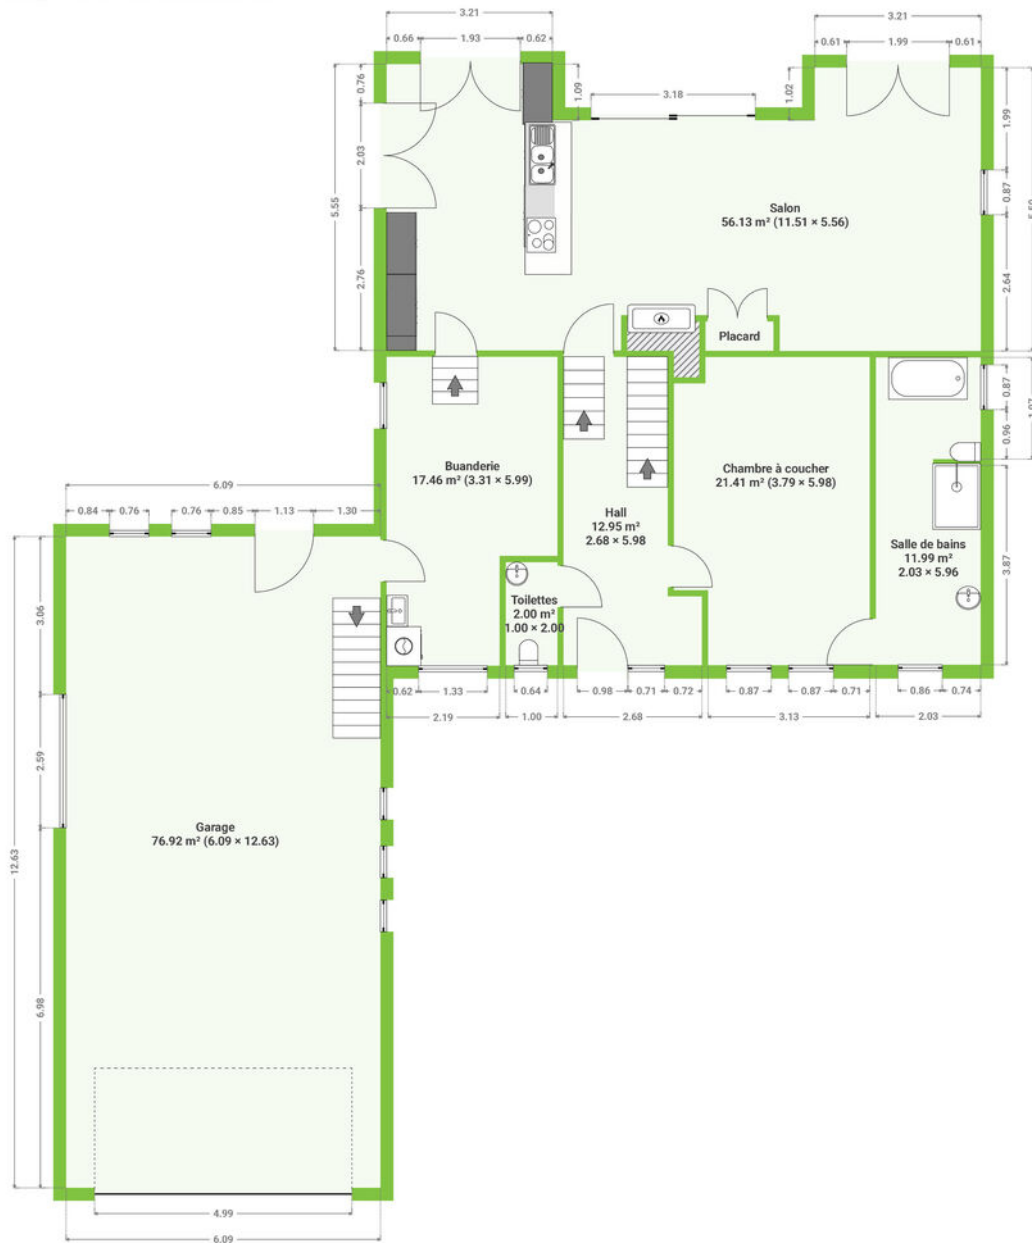 3.21
0.66
1.93
0.62
3.21
0.61
1.99
0.61
0.76
2.03
2.76
5.55
1.09
3.18
1.02
1.99
0.87
2.64
Salon
56.13 m² (11.51 × 5.56)
Placard
0.87
0.96
Buanderie
17.46 m² (3.31 × 5.99)
Chambre à coucher
21.41 m² (3.79 × 5.98)
Hall
12.95 m²
2.68 × 5.98
Salle de bains
11.99 m²
2.03 × 5.96
3.87
6.09
0.84
0.76
0.76
0.85
1.13
1.30
Toilettes
2.00 m²
1.00 × 2.00
3.06
2.59
6.98
12.63
0.62
1.33
0.64
0.98
0.71
0.72
0.87
0.87
0.71
0.86
0.74
2.19
1.00
2.68
3.13
2.03
Garage
76.92 m² (6.09 × 12.63)
4.99
6.09